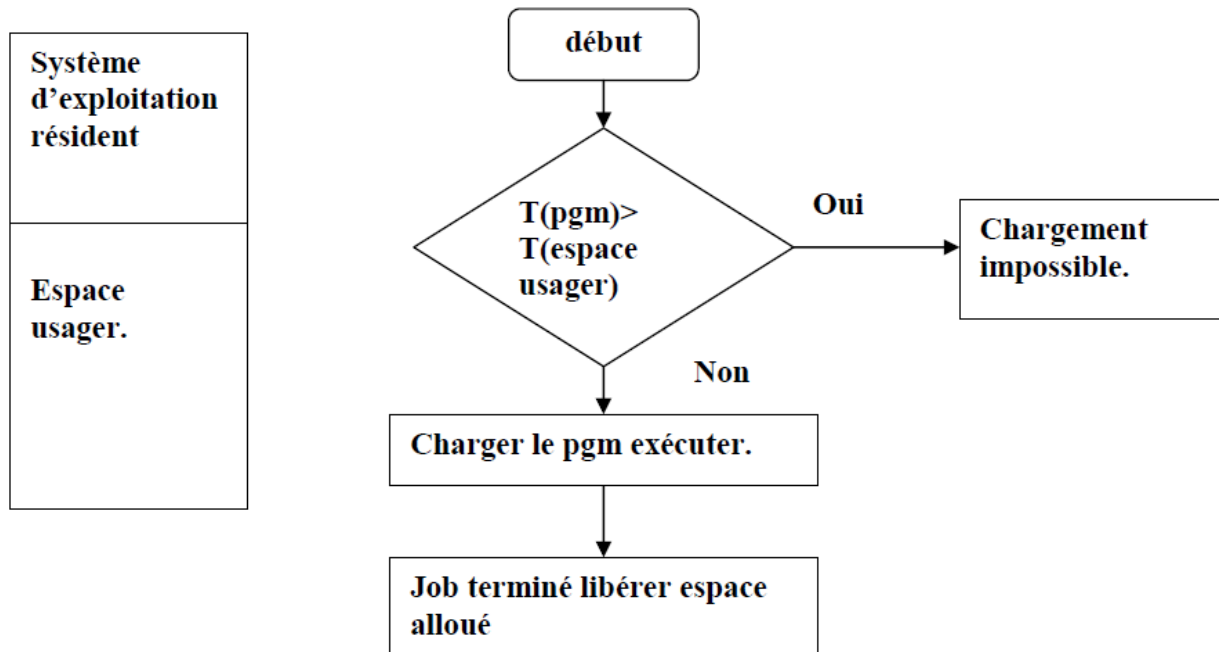 Système
d’exploitation
résident
Espace
usager.
début
T(pgm)>
T(espace
usager)
Oui
Chargement
impossible.
Non
Charger le pgm exécuter.
Job terminé libérer espace
alloué